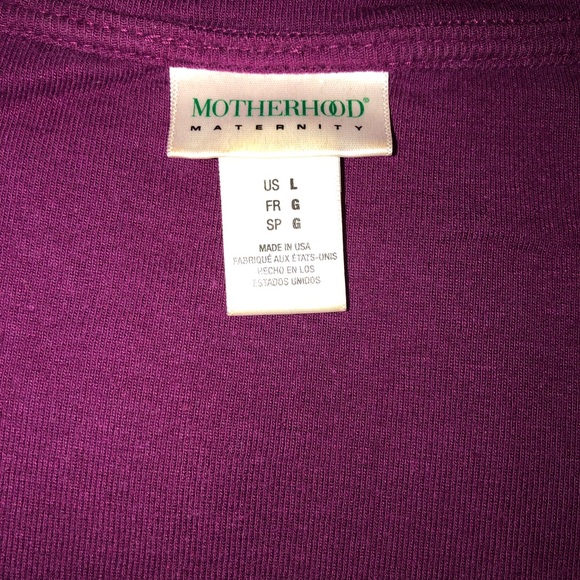 MOTHERHOOD®
MATERNITY
US L
FR G
SP G
MADE IN USA
FABRIQUÉ AUX ÉTATS-UNIS
HECHO EN LOS
ESTADOS UNIDOS